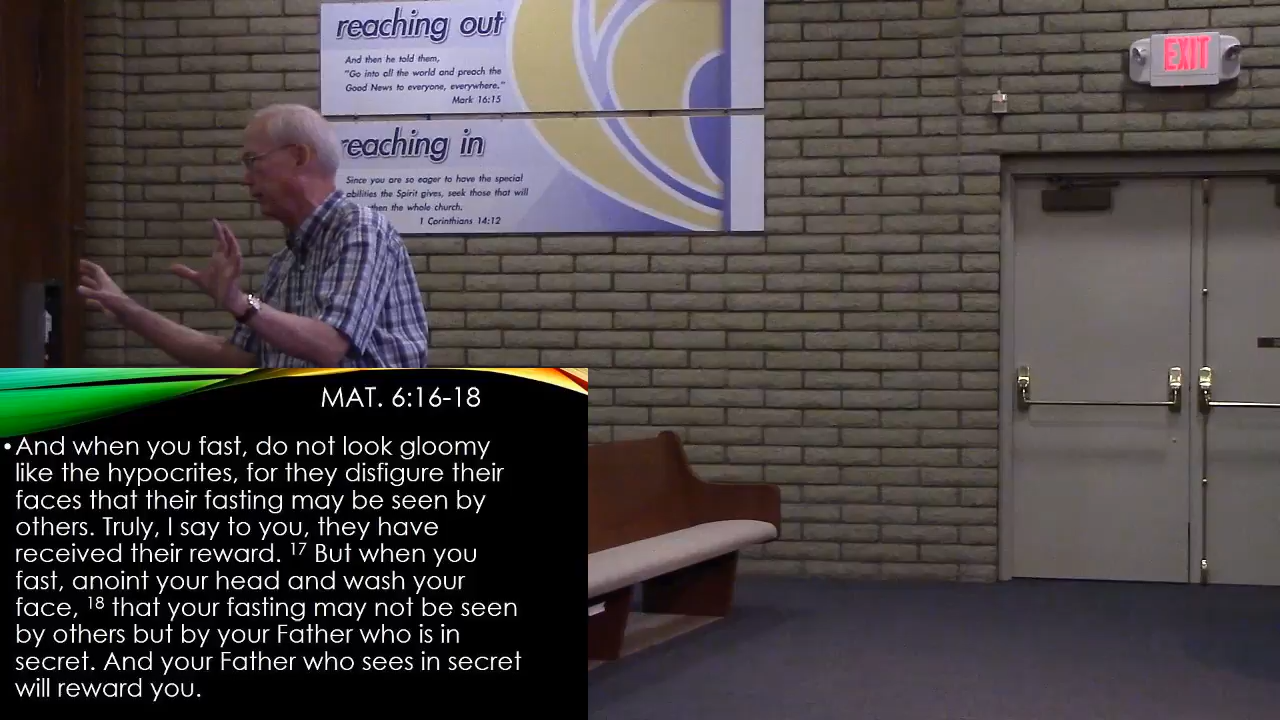 reaching out
And then he told them,
"Go into all the world and preach the
Good News to everyone, everywhere."
Mark 16:15
EXIT
reaching in
Since you are so eager to have the special
abilities the Spirit gives, seek those that will
the whole church.
1 Corinthians 14:12
MAT. 6:16-18
•And when you fast, do not look gloomy
like the hypocrites, for they disfigure their
faces that their fasting may be seen by
others. Truly, I say to you, they have
received their reward. 17 But when you
fast, anoint your head and wash your
face, 18 that your fasting may not be seen
by others but by your Father who is in
secret. And your Father who sees in secret
will reward you.